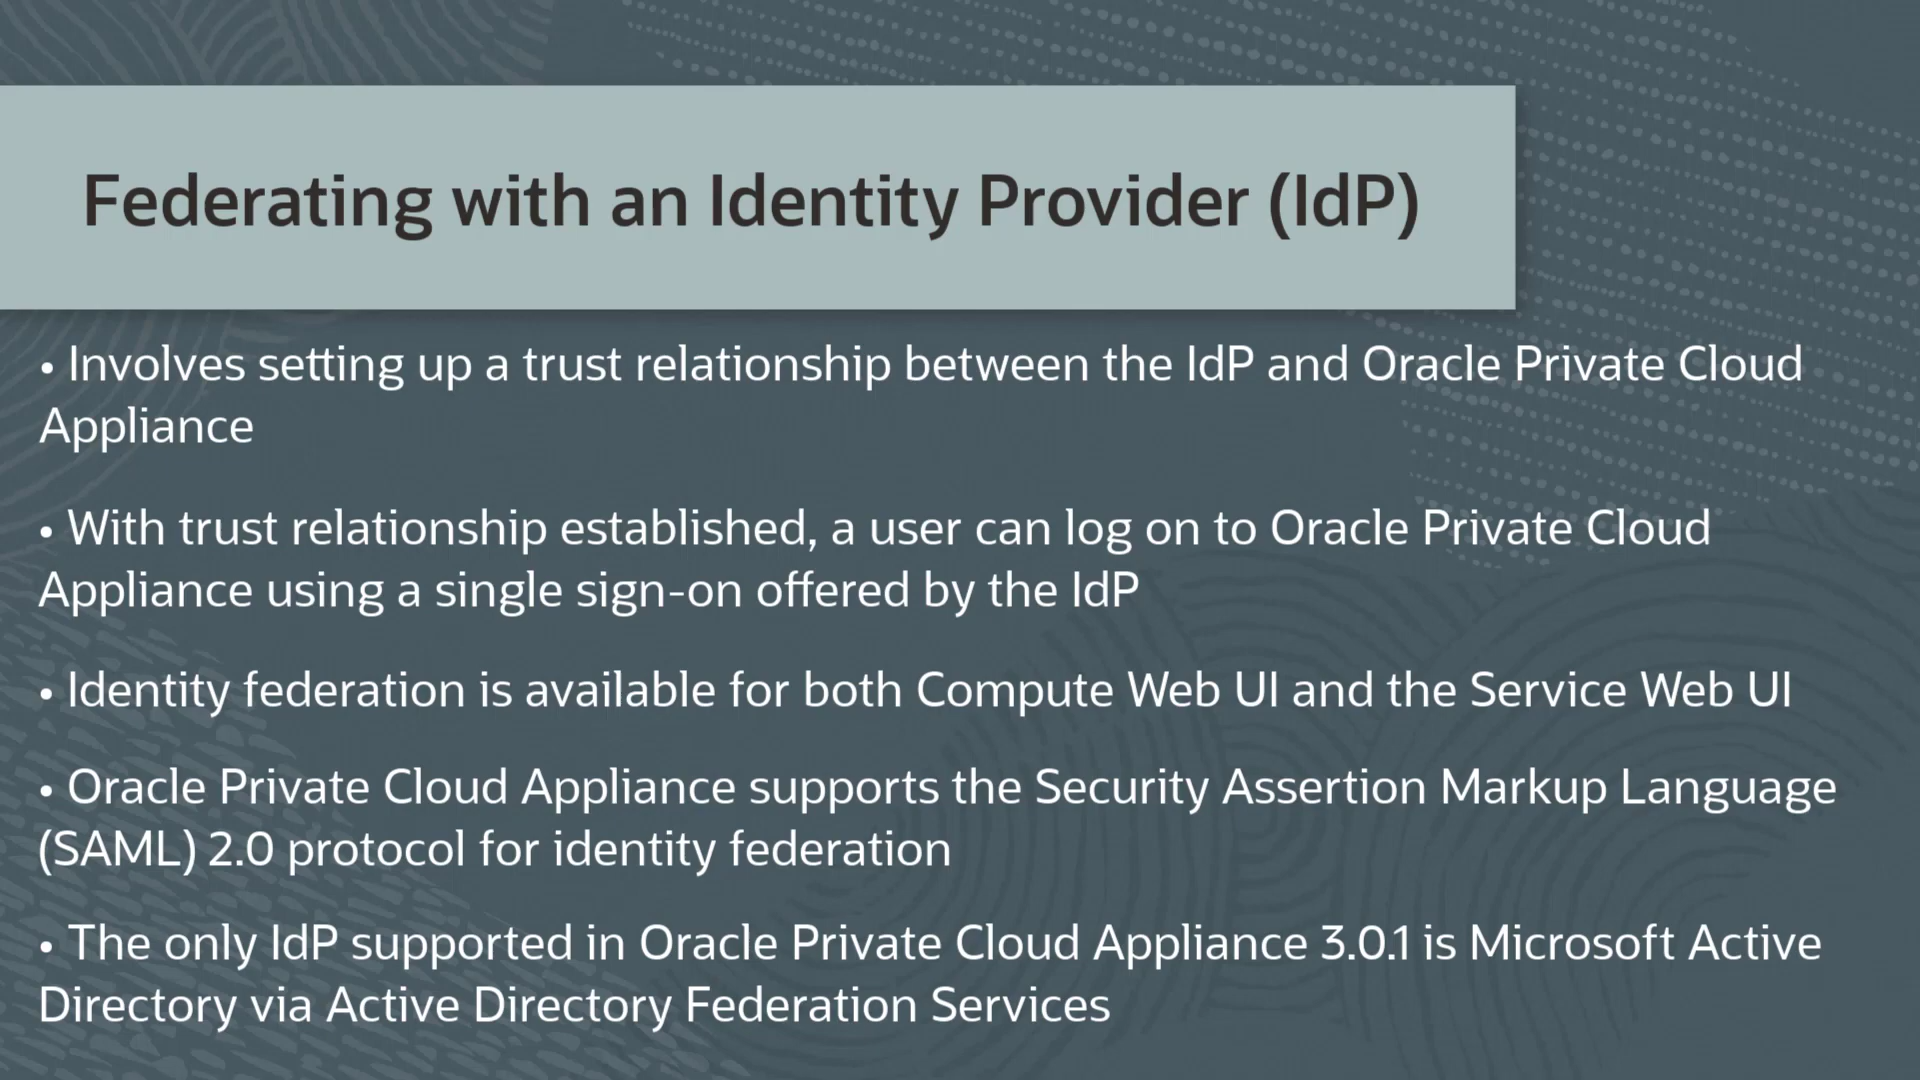 Federating with an Identity Provider (IdP)
• Involves setting up a trust relationship between the IdP and Oracle Private Cloud
Appliance
• With trust relationship established, a user can log on to Oracle Private Cloud
Appliance using a single sign-on offered by the IdP
• Identity federation is available for both Compute Web UI and the Service Web UI
• Oracle Private Cloud Appliance supports the Security Assertion Markup Language
(SAML) 2.0 protocol for identity federation
• The only IdP supported in Oracle Private Cloud Appliance 3.0.1 is Microsoft Active
Directory via Active Directory Federation Services